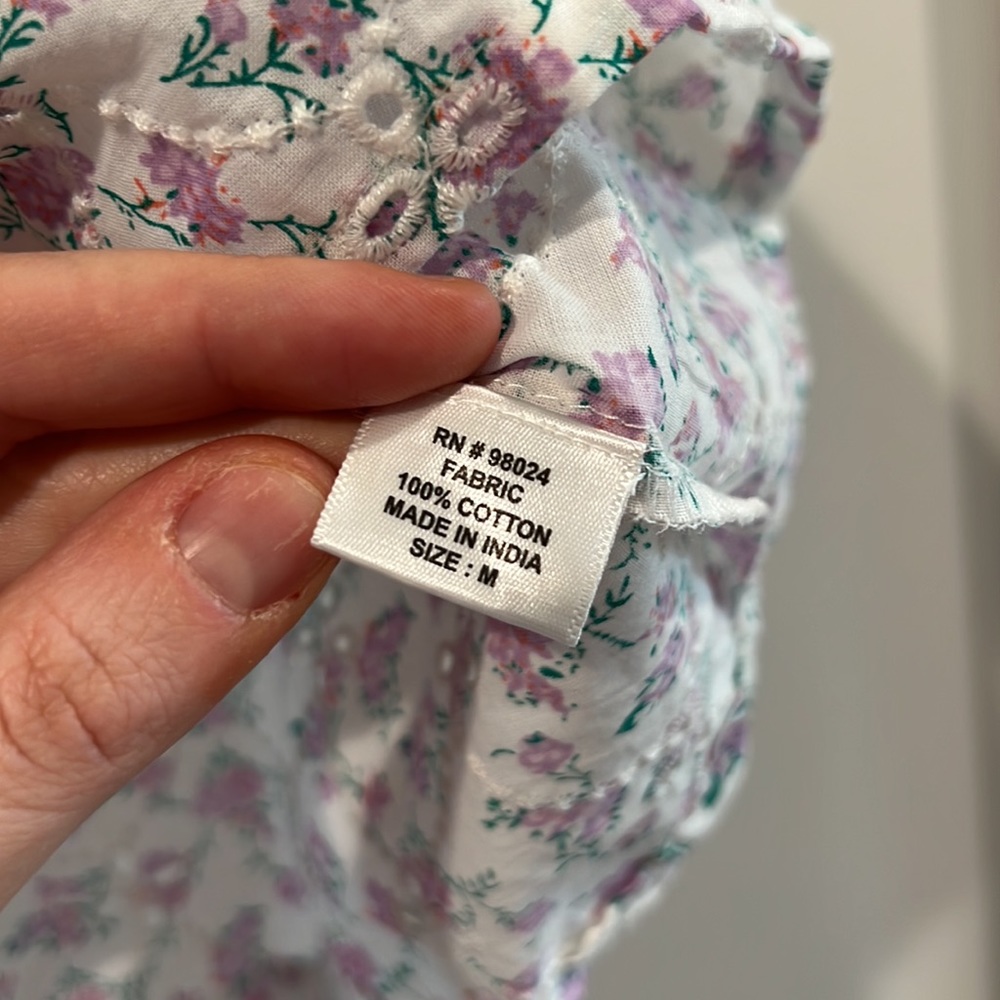 RN # 98024
FABRIC
100% COTTON
MADE IN INDIA
SIZE : M